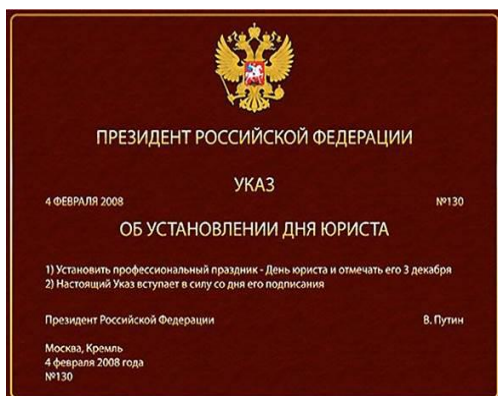 ПРЕЗИДЕНТ РОССИЙСКОЙ ФЕДЕРАЦИИ
УКАЗ
4 ФЕВРАЛЯ 2008 №130
ОБ УСТАНОВЛЕНИИ ДНЯ ЮРИСТА
1) Установить профессиональный праздник - День юриста и отмечать его 3 декабря
2) Настоящий Указ вступает в силу со дня его подписания
Президент Российской Федерации В. Путин
Москва, Кремль
4 февраля 2008 года
№130